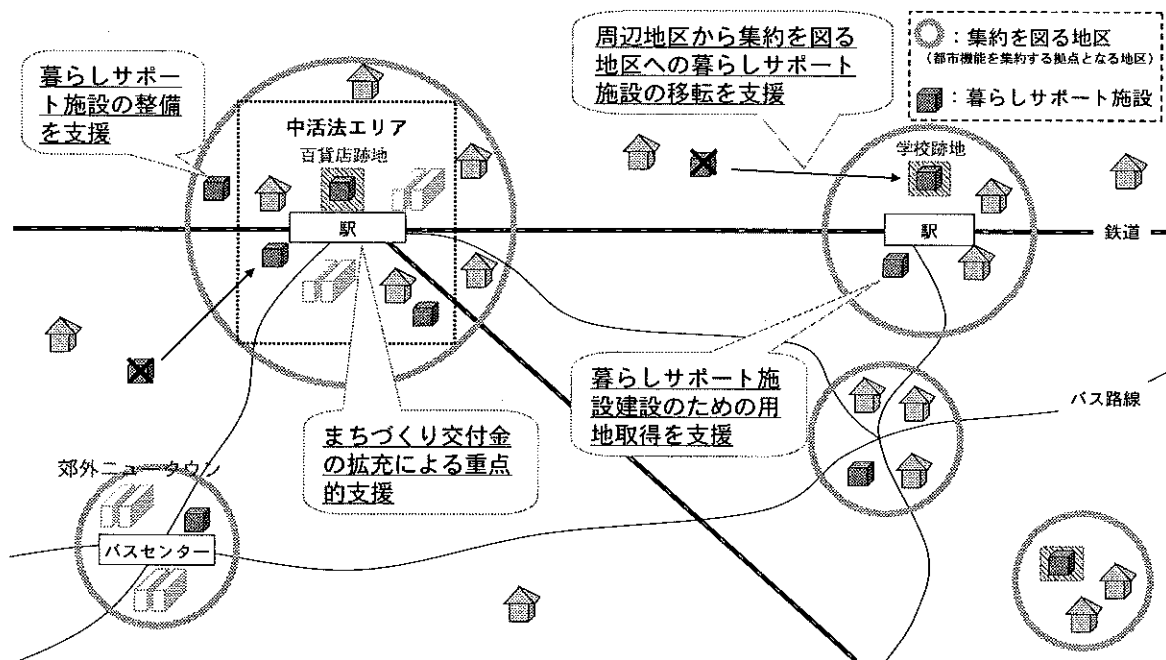 暮らしサポー
ト施設の整備
を支援
周辺地区から集約を図る
地区への暮らしサポート
施設の移転を支援
：集約を図る地区
（都市機能を集約する拠点となる地区）
：暮らしサポート施設
中活法エリア
百貨店跡地
駅
学校跡地
駅
鉄道
暮らしサポート施
設建設のための用
地取得を支援
バス路線
まちづくり交付金
の拡充による重点
的支援
郊外ニュータウン
バスセンター